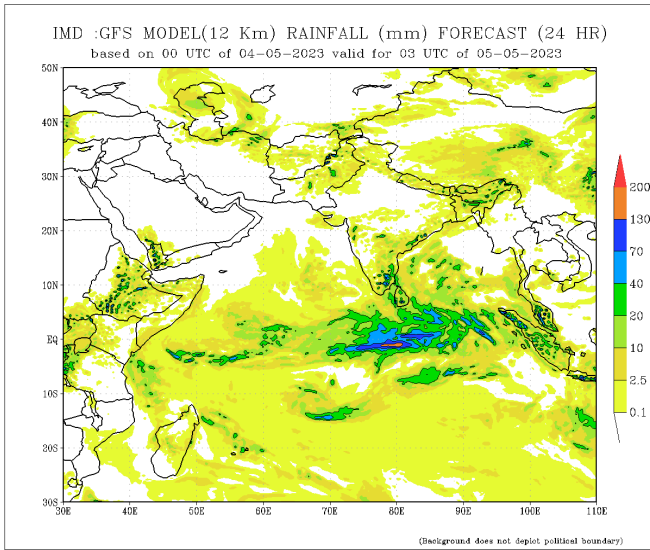 IMD :GFS MODEL(12 Km) RAINFALL (mm) FORECAST (24 HR)
based on 00 UTC of 04-05-2023 valid for 03 UTC of 05-05-2023
50N
40N
30N
20N
10N
EQ
10S
20S
30S
30E 40E 50E 60E 70E 80E 90E 100E 110E
200
130
70
40
20
10
2.5
0.1
(Background does not depict political boundary)